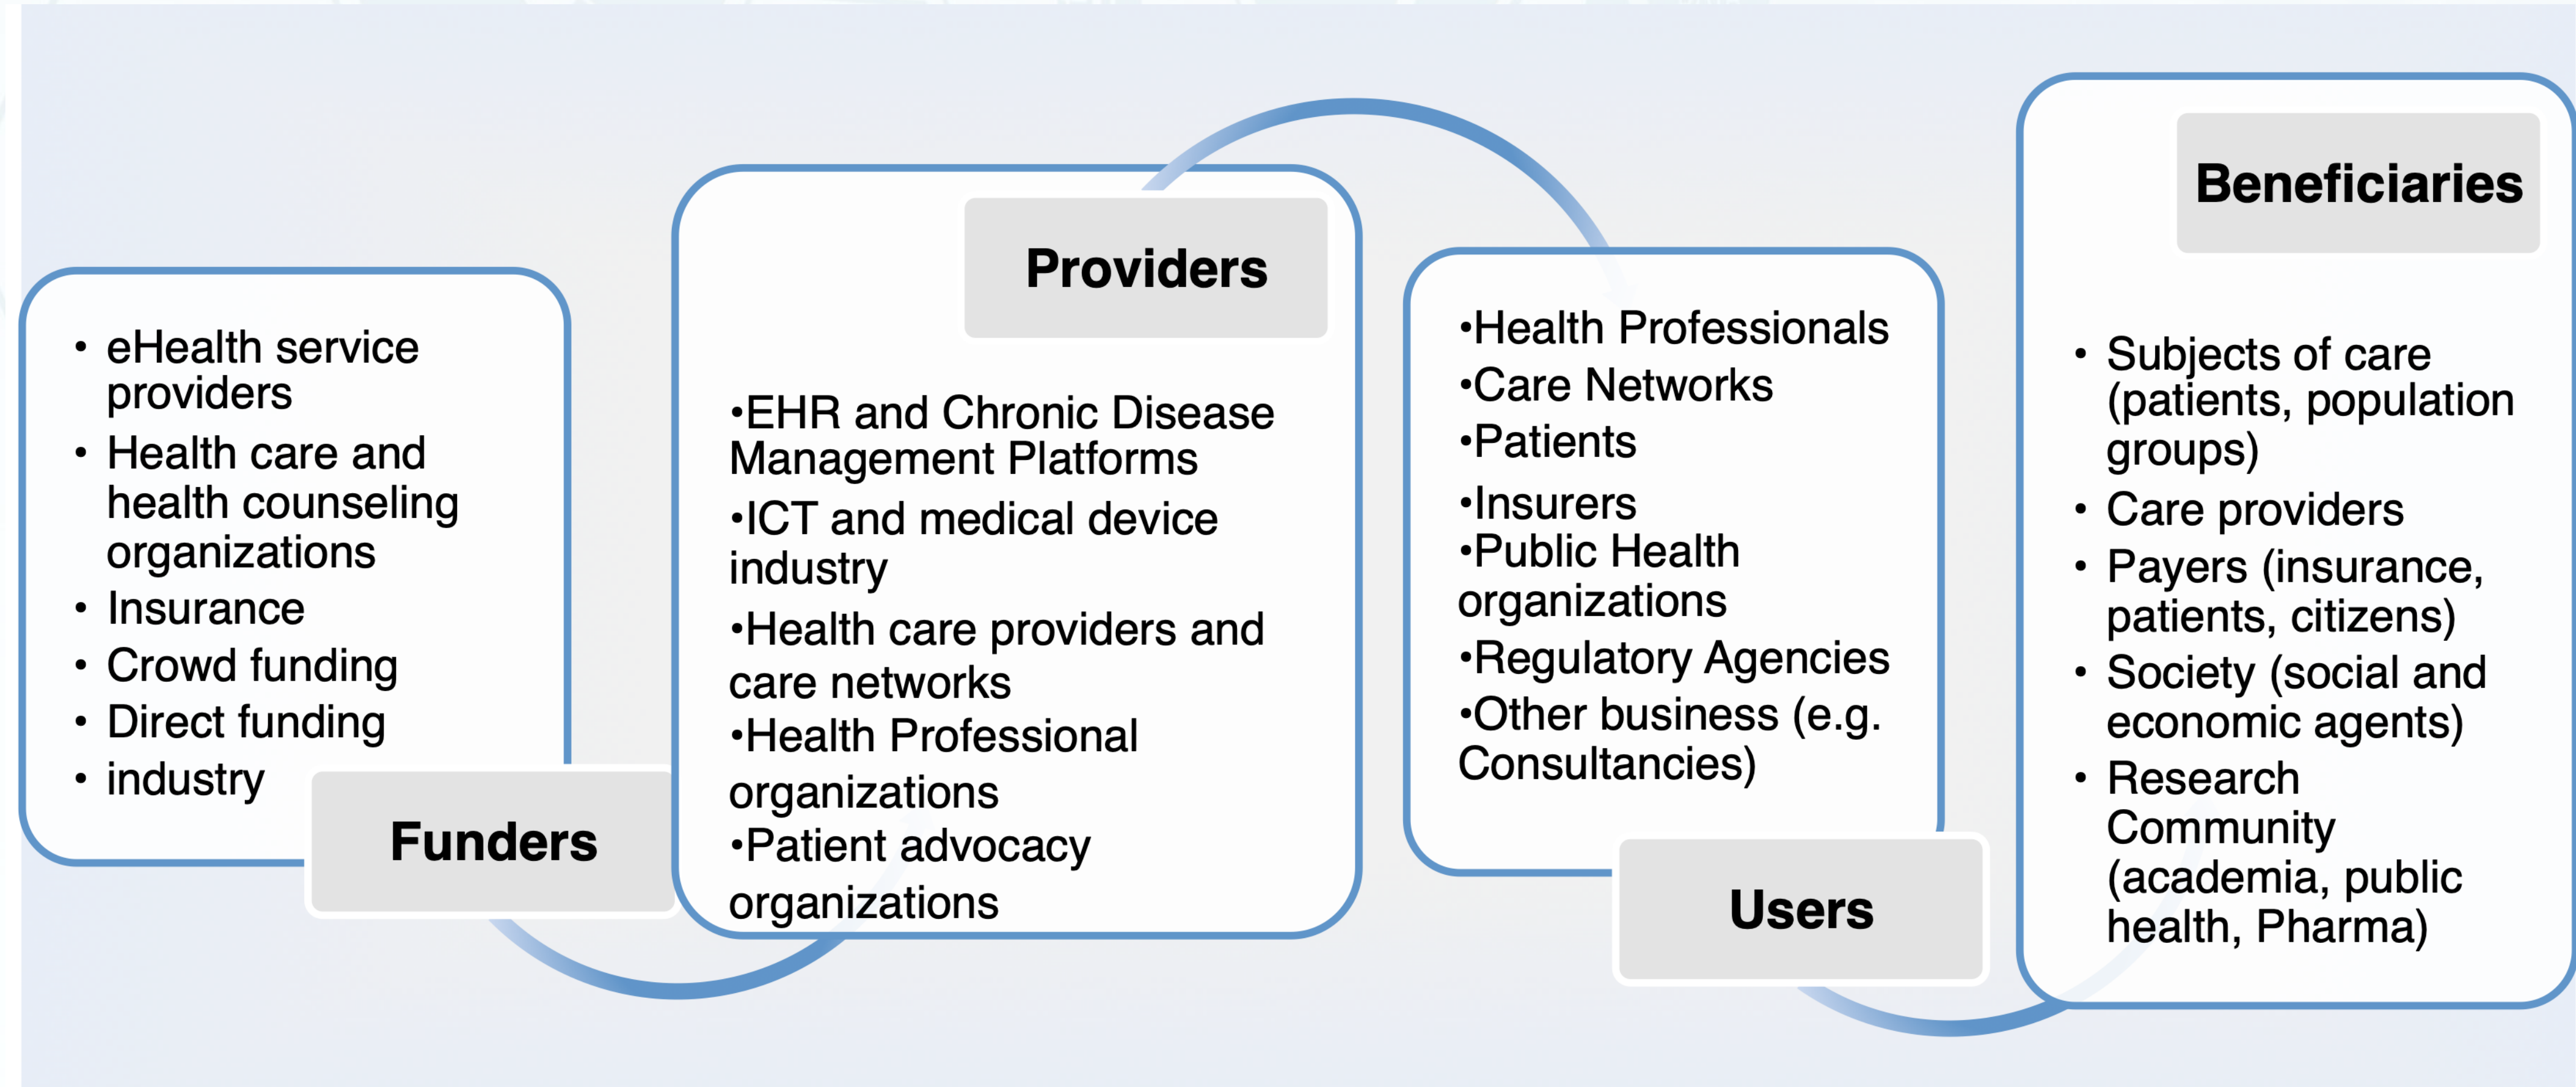 • eHealth service
providers
• Health care and
health counseling
organizations
• Insurance
• Crowd funding
• Direct funding
• industry
Funders
Providers
•EHR and Chronic Disease
Management Platforms
•ICT and medical device
industry
•Health care providers and
care networks
•Health Professional
organizations
•Patient advocacy
organizations
•Health Professionals
•Care Networks
•Patients
•Insurers
•Public Health
organizations
•Regulatory Agencies
•Other business (e.g.
Consultancies)
Users
Beneficiaries
• Subjects of care
(patients, population
groups)
• Care providers
• Payers (insurance,
patients, citizens)
• Society (social and
economic agents)
• Research
Community
(academia, public
health, Pharma)